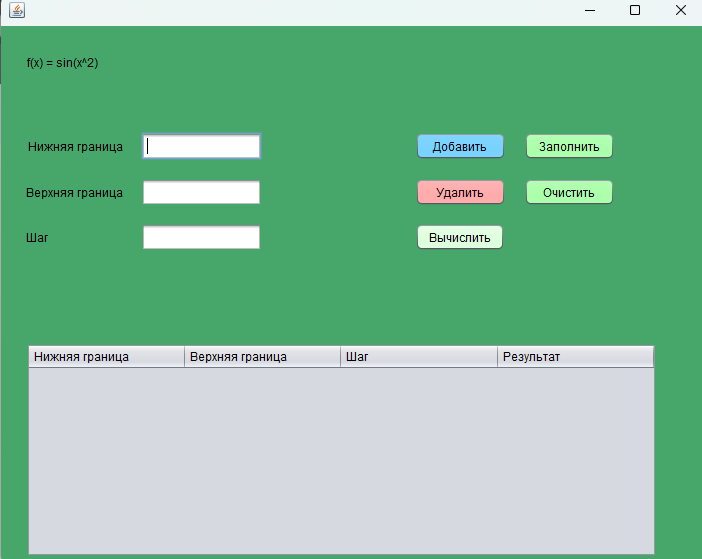 f(x) = sin(x^2)
Нижняя граница Добавить Заполнить
Верхняя граница Удалить Очистить
Шаг Вычислить
Нижняя граница Верхняя граница Шаг Результат